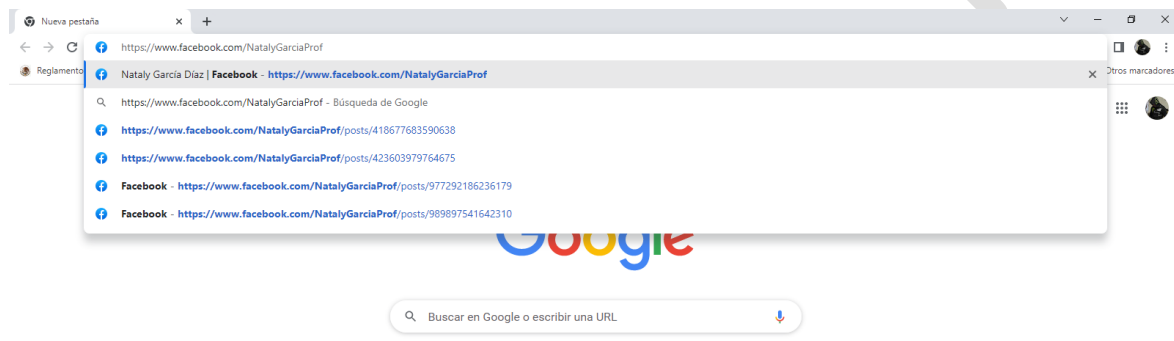 Nueva pestaña
https://www.facebook.com/NatalyGarciaProf
Reglamento
Nataly García Díaz | Facebook - https://www.facebook.com/NatalyGarciaProf
Otros marcadores
https://www.facebook.com/NatalyGarciaProf - Búsqueda de Google
https://www.facebook.com/NatalyGarciaProf/posts/418677683590638
https://www.facebook.com/NatalyGarciaProf/posts/423603979764675
Facebook - https://www.facebook.com/NatalyGarciaProf/posts/977292186236179
Facebook - https://www.facebook.com/NatalyGarciaProf/posts/989897541642310
Google
Buscar en Google o escribir una URL